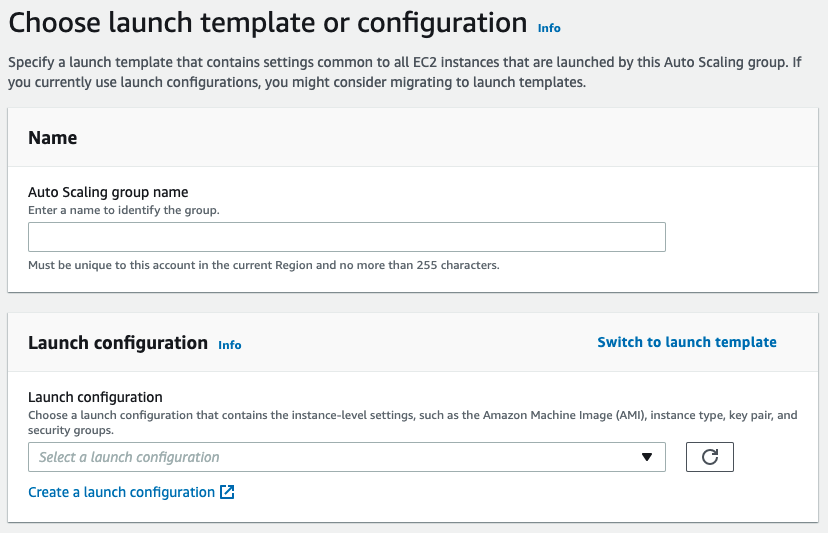 Choose launch template or configuration Info
Specify a launch template that contains settings common to all EC2 instances that are launched by this Auto Scaling group. If
you currently use launch configurations, you might consider migrating to launch templates.
Name
Auto Scaling group name
Enter a name to identify the group.
Must be unique to this account in the current Region and no more than 255 characters.
Launch configuration Info
Switch to launch template
Launch configuration
Choose a launch configuration that contains the instance-level settings, such as the Amazon Machine Image (AMI), instance type, key pair, and
security groups.
Select a launch configuration
Create a launch configuration